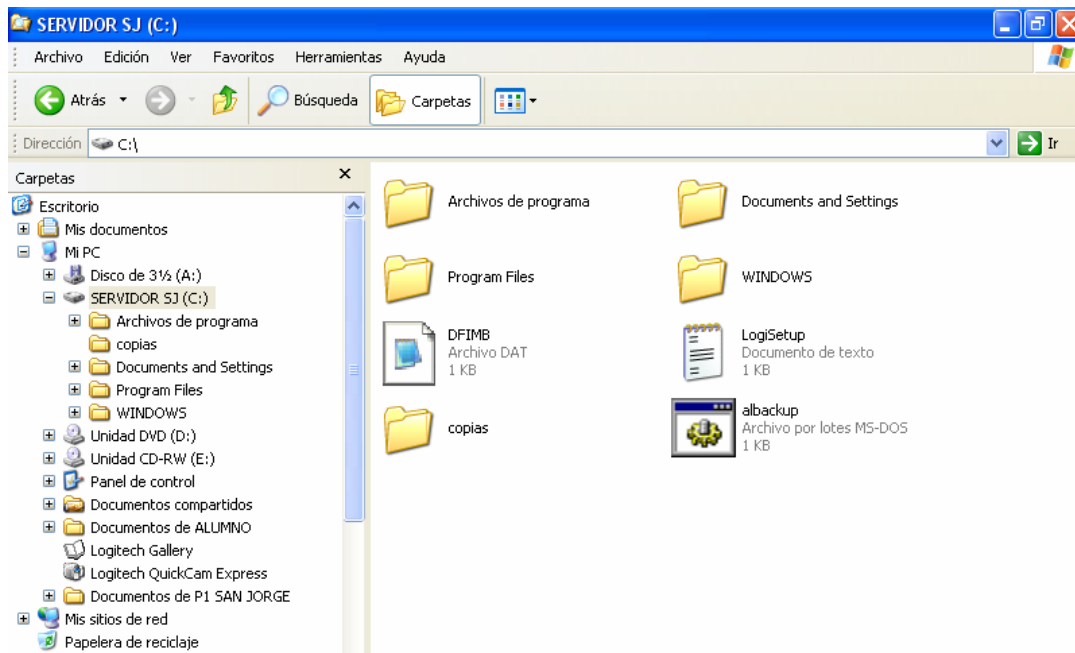 SERVIDOR SJ (C:)
Archivo Edición Ver Favoritos Herramientas Ayuda
Atrás Búsqueda Carpetas
Dirección C:\ Ir
Carpetas
Escritorio
Mis documentos
Mi PC
Disco de 3½ (A:)
SERVIDOR SJ (C:)
Archivos de programa
copias
Documents and Settings
Program Files
WINDOWS
Unidad DVD (D:)
Unidad CD-RW (E:)
Panel de control
Documentos compartidos
Documentos de ALUMNO
Logitech Gallery
Logitech QuickCam Express
Documentos de P1 SAN JORGE
Mis sitios de red
Papelera de reciclaje
Archivos de programa
Documents and Settings
Program Files
WINDOWS
DFIMB
Archivo DAT
1 KB
LogiSetup
Documento de texto
1 KB
copias
albackup
Archivo por lotes MS-DOS
1 KB